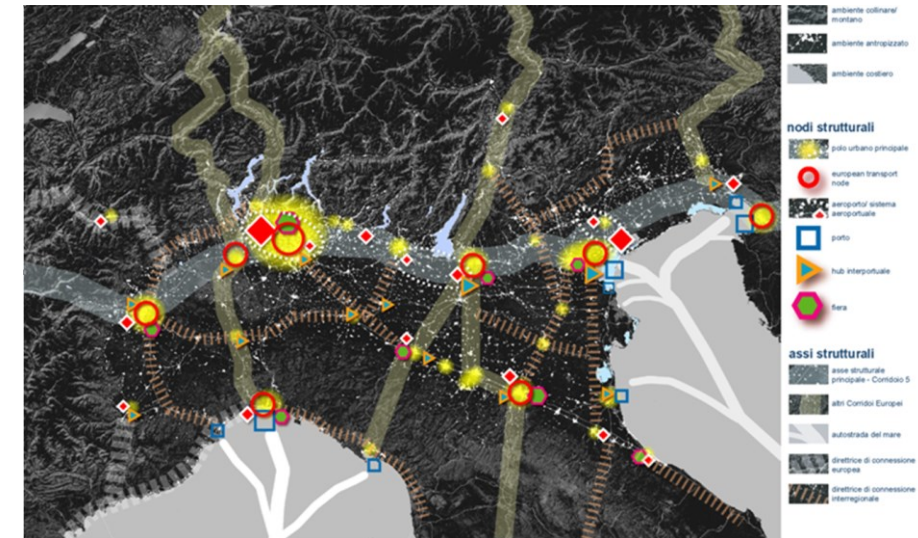 ambiente collinare/
montano
ambiente antropizzato
ambiente costiero
nodi strutturali
polo urbano principale
european transport
node
aeroporto/ sistema
aeroportuale
porto
hub interportuale
fiera
assi strutturali
asse strutturale
principale - Corridoio 5
altri Corridoi Europei
autostrada del mare
direttrice di connessione
europea
direttrice di connessione
interregionale